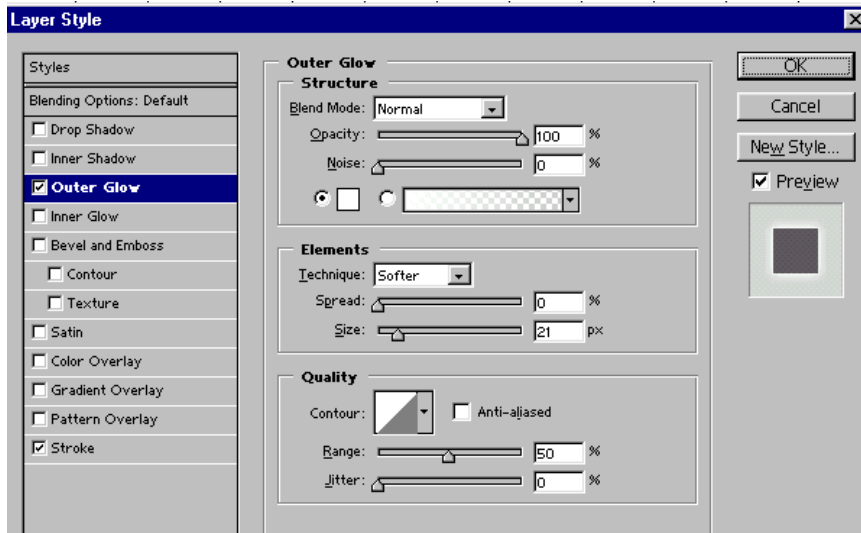 Layer Style
Styles
Blending Options: Default
Drop Shadow
Inner Shadow
Outer Glow
Inner Glow
Bevel and Emboss
Contour
Texture
Satin
Color Overlay
Gradient Overlay
Pattern Overlay
Stroke
Outer Glow
Structure
Blend Mode: Normal
Opacity: 100 %
Noise: 0 %
Elements
Technique: Softer
Spread: 0 %
Size: 21 px
Quality
Contour: Anti-aliased
Range: 50 %
Jitter: 0 %
OK
Cancel
New Style...
Preview